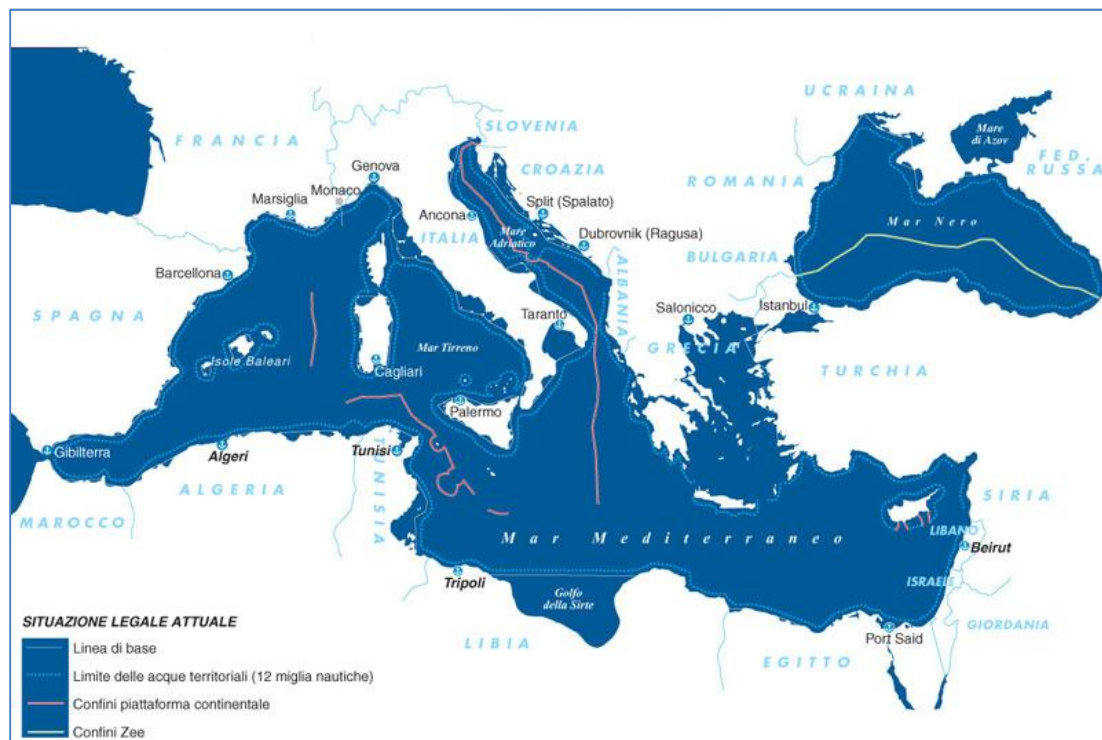 UCRAINA
Mare
di Azov
FED.
RUSSA
SLOVENIA
FRANCIA
CROAZIA
ROMANIA
Genova
Monaco
Marsiglia
Ancona
ITALIA
Split (Spalato)
Mare
Adriatico
Dubrovnik (Ragusa)
Mar Nero
BULGARIA
ALBANIA
Barcellona
SPAGNA
Isole Baleari
Mar Tirreno
Taranto
Salonicco
Istanbul
GRECIA
TURCHIA
Cagliari
Palermo
Gibilterra
Algeri
Tunisi
TUNISIA
ALGERIA
MAROCCO
SIRIA
LIBANO
Beirut
Mar Mediterraneo
Tripoli
Golfo
della Sirte
ISRAELE
GIORDANIA
Port Said
LIBIA
EGITTO
SITUAZIONE LEGALE ATTUALE
Linea di base
Limite delle acque territoriali (12 miglia nautiche)
Confini piattaforma continentale
Confini Zee